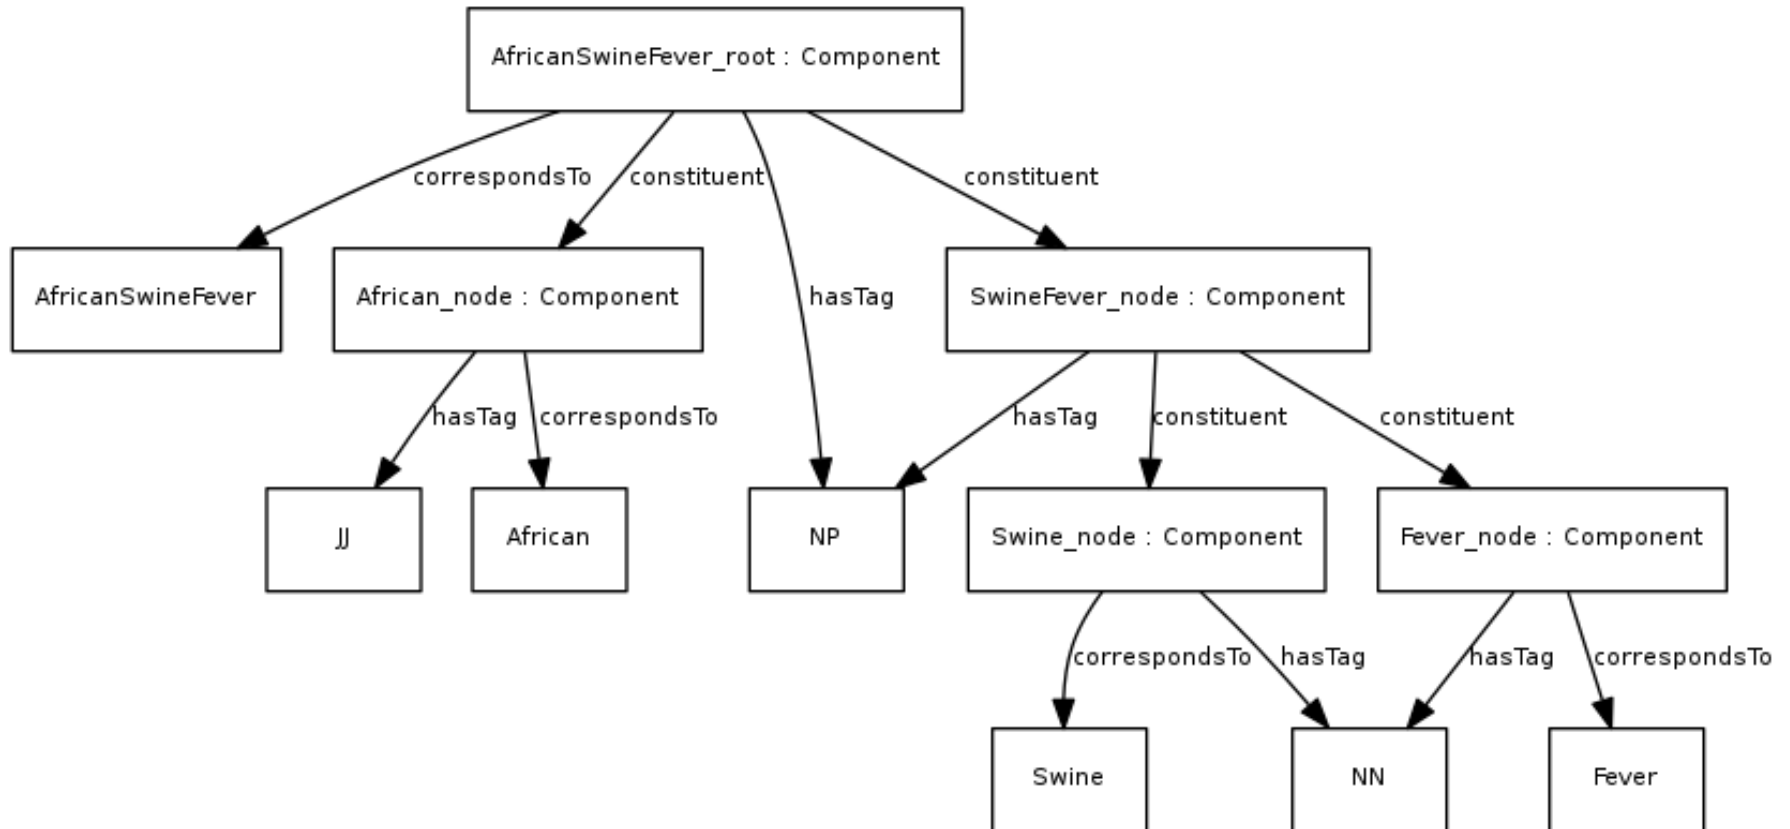 AfricanSwineFever_root : Component
correspondsTo
constituent
constituent
hasTag
AfricanSwineFever
African_node : Component
SwineFever_node : Component
hasTag
correspondsTo
hasTag
constituent
constituent
JJ
African
NP
Swine_node : Component
Fever_node : Component
correspondsTo
hasTag
hasTag
correspondsTo
Swine
NN
Fever